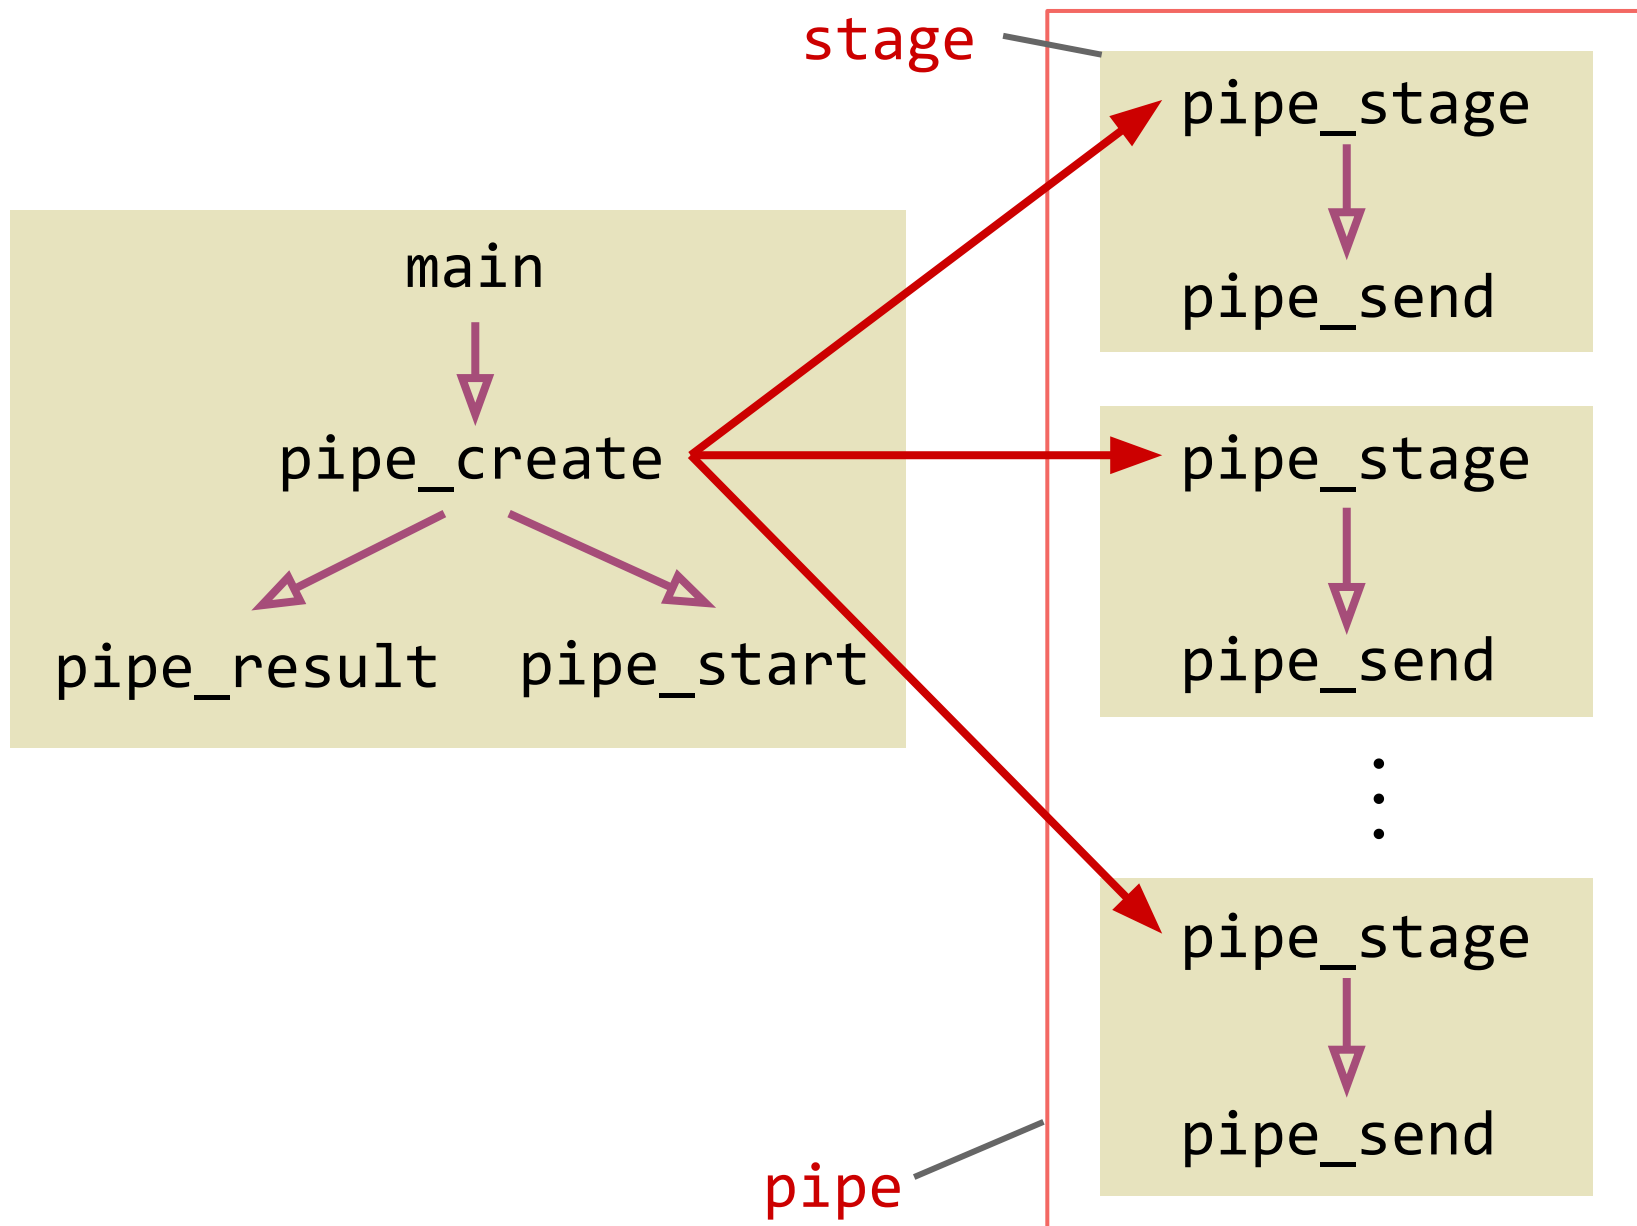 stage
pipe_stage
pipe_send
main
pipe_create
pipe_result
pipe_start
pipe_stage
pipe_send
pipe_stage
pipe_send
pipe